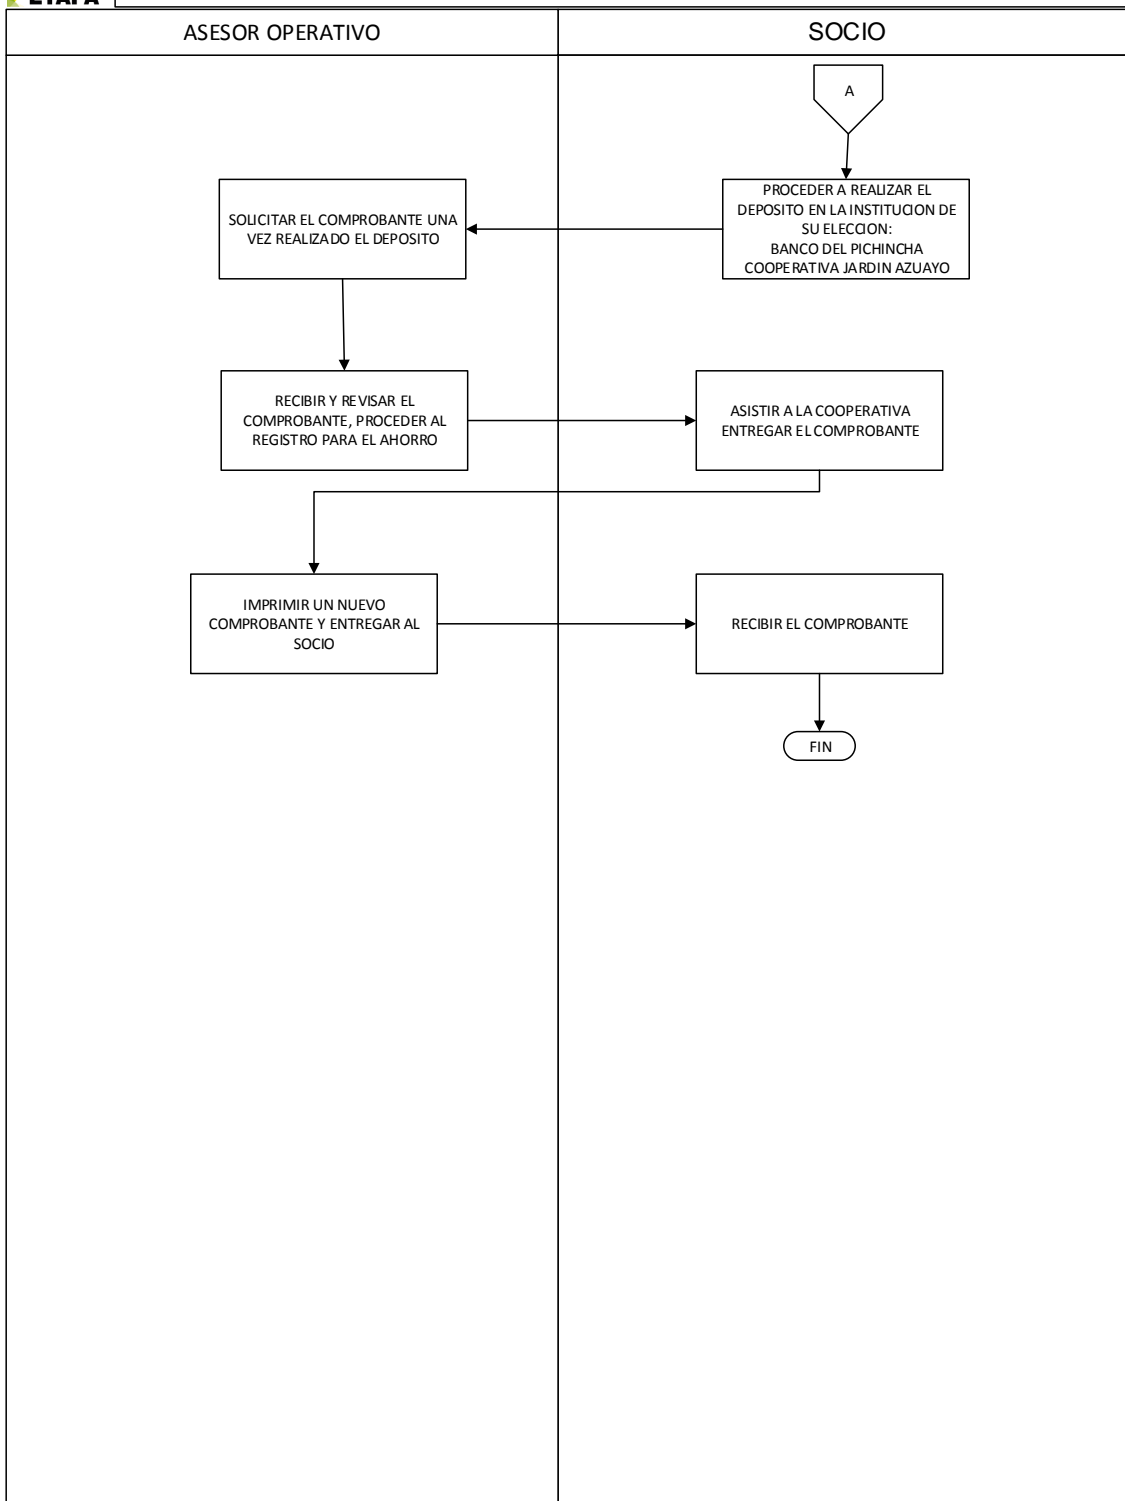 ETAPA
ASESOR OPERATIVO
SOCIO
A
PROCEDER A REALIZAR EL
DEPOSITO EN LA INSTITUCION DE
SU ELECCION:
BANCO DEL PICHINCHA
COOPERATIVA JARDIN AZUAYO
SOLICITAR EL COMPROBANTE UNA
VEZ REALIZADO EL DEPOSITO
RECIBIR Y REVISAR EL
COMPROBANTE, PROCEDER AL
REGISTRO PARA EL AHORRO
ASISTIR A LA COOPERATIVA
ENTREGAR EL COMPROBANTE
IMPRIMIR UN NUEVO
COMPROBANTE Y ENTREGAR AL
SOCIO
RECIBIR EL COMPROBANTE
FIN